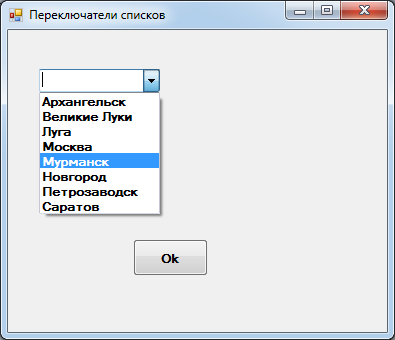 Переключатели списков
Архангельск
Великие Луки
Луга
Москва
Мурманск
Новгород
Петрозаводск
Саратов
Ok